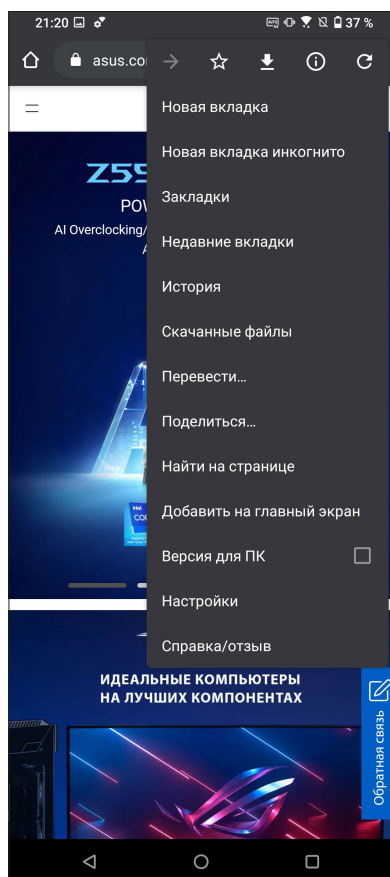 21:20
37 %
asus.co
Новая вкладка
Новая вкладка инкогнито
Закладки
Недавние вкладки
История
Скачанные файлы
Перевести...
Поделиться...
Найти на странице
Добавить на главный экран
Версия для ПК
Настройки
Справка/отзыв
AI Overclocking/
intel
ИДЕАЛЬНЫЕ КОМПЬЮТЕРЫ
НА ЛУЧШИХ КОМПОНЕНТАХ
Обратная связь